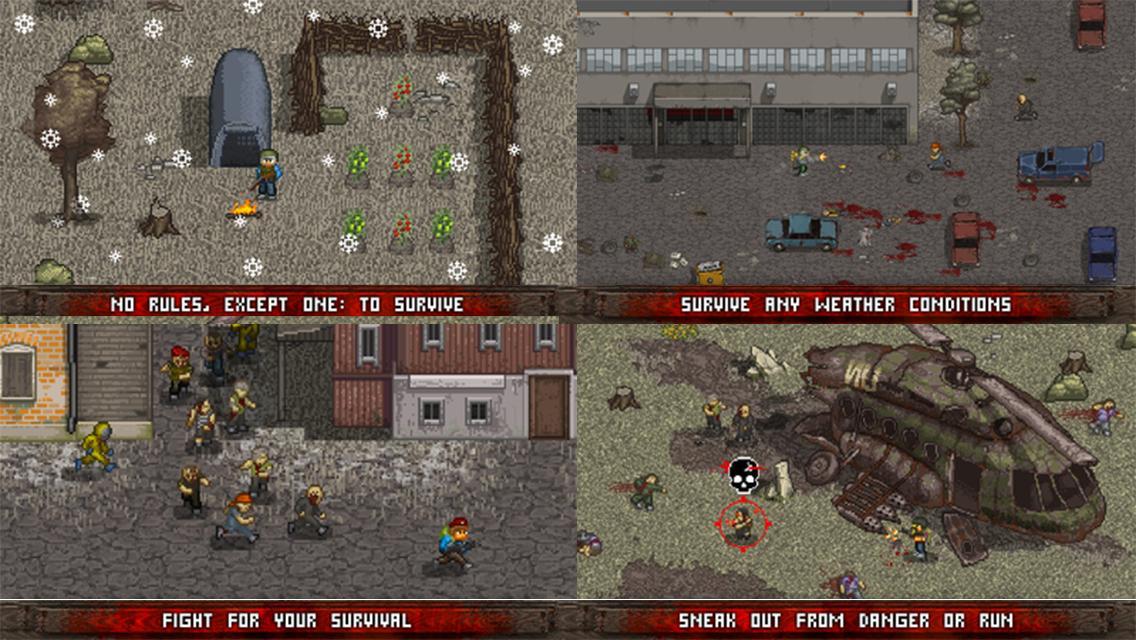 NO RULES, EXCEPT ONE: TO SURVIVE
SURVIVE ANY WEATHER CONDITIONS
FIGHT FOR YOUR SURVIVAL
SNEAK OUT FROM DANGER OR RUN